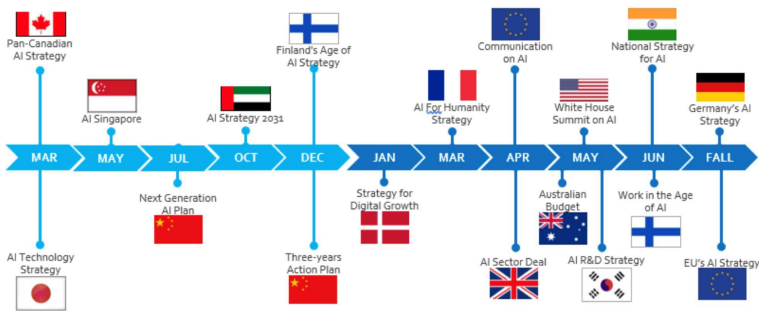 Pan-Canadian
AI Strategy
Finland's Age of
AI Strategy
Communication
on AI
National Strategy
for AI
AI Singapore
AI Strategy 2031
AI For Humanity
Strategy
White House
Summit on AI
Germany's AI
Strategy
MAR
MAY
JUL
OCT
DEC
JAN
MAR
APR
MAY
JUN
FALL
Next Generation
AI Plan
Strategy for
Digital Growth
Australian
Budget
Work in the Age
of AI
AI Technology
Strategy
Three-years
Action Plan
AI Sector Deal
AI R&D Strategy
EU's AI Strategy